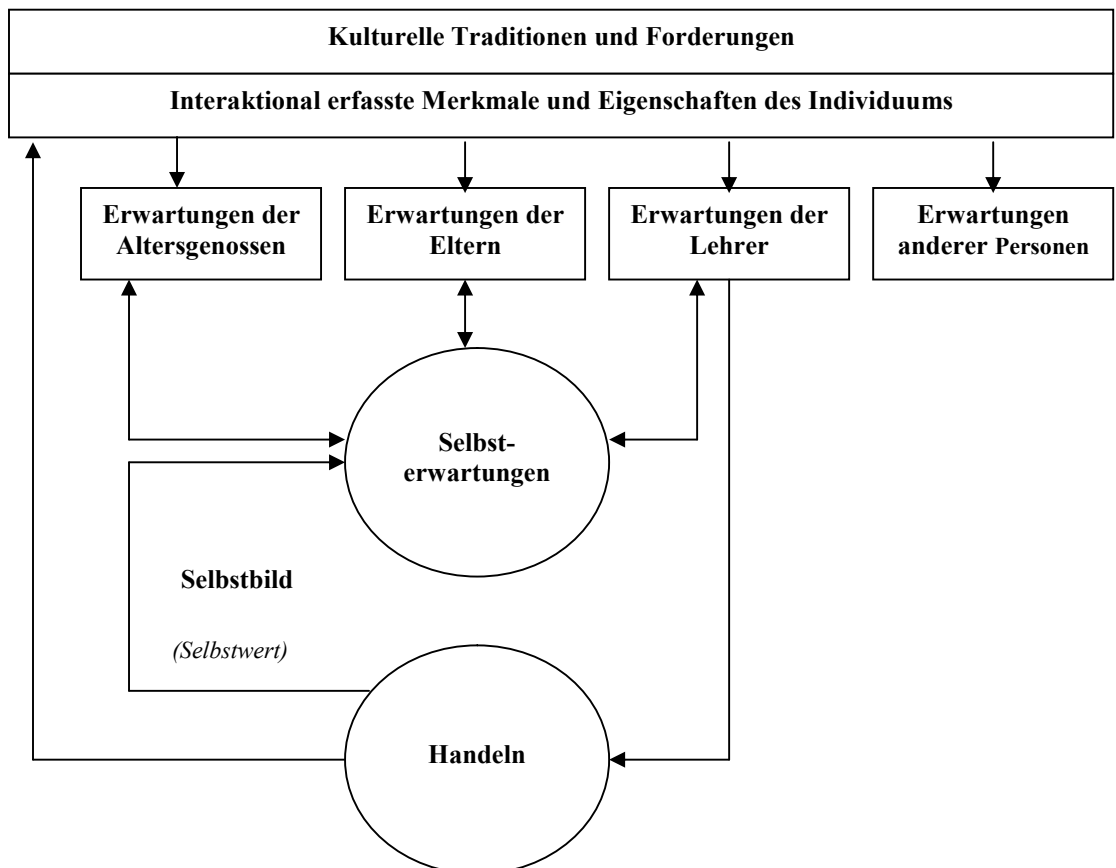 Kulturelle Traditionen und Forderungen
Interaktional erfasste Merkmale und Eigenschaften des Individuums
Erwartungen der
Altersgenossen
Erwartungen der
Eltern
Erwartungen der
Lehrer
Erwartungen
anderer Personen
Selbst-
erwartungen
Selbstbild
(Selbstwert)
Handeln